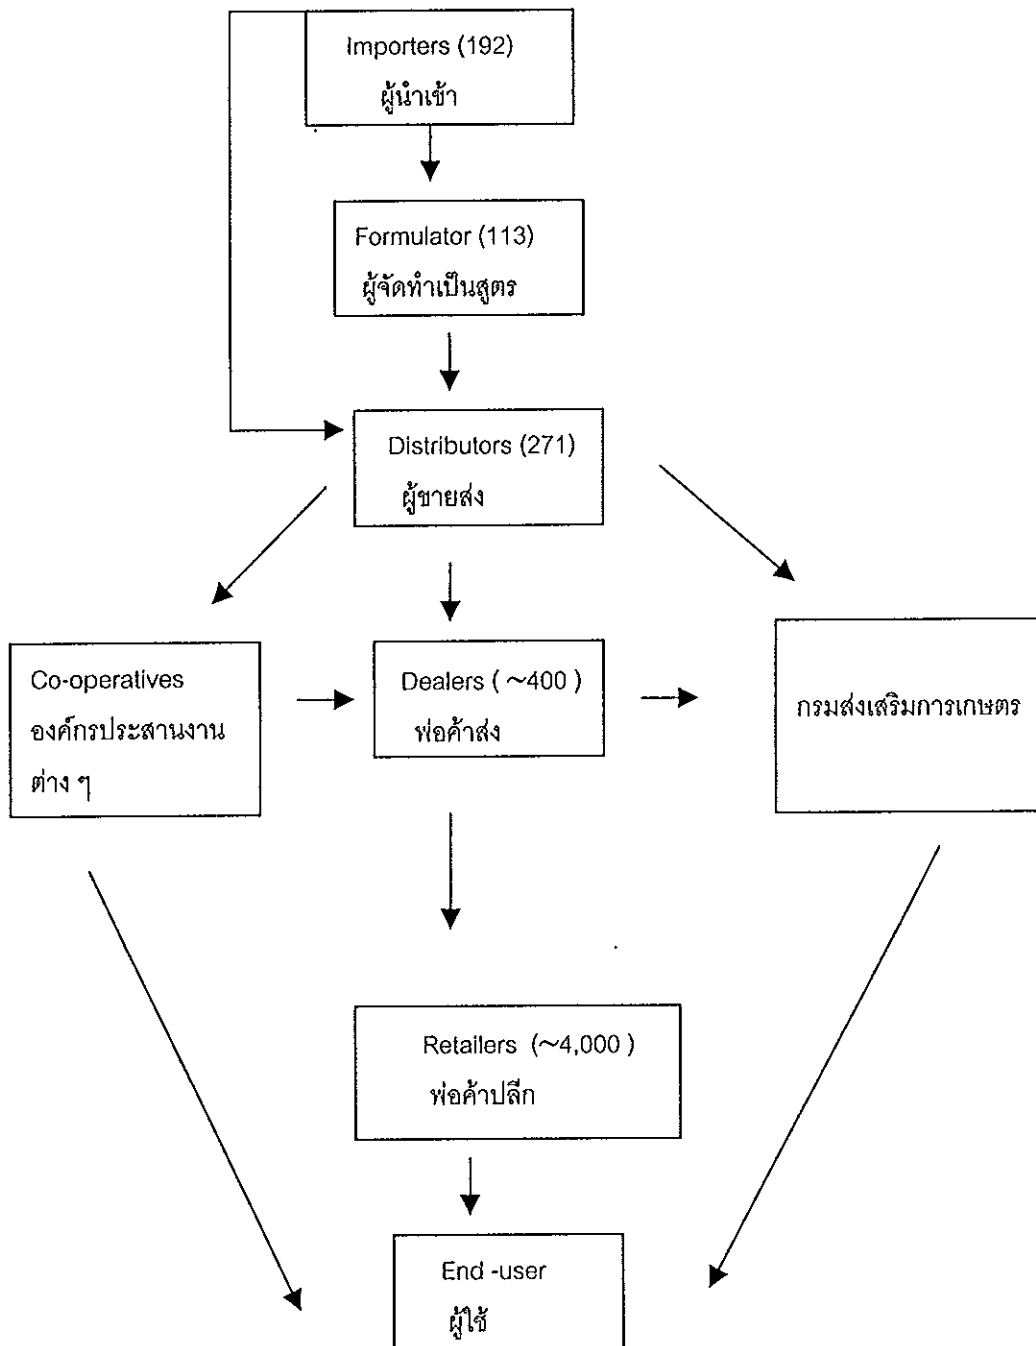 Importers (192)
ผู้นำเข้า
Formulator (113)
ผู้จัดทำเป็นสูตร
Distributors (271)
ผู้ขายส่ง
Co-operatives
องค์กรประสานงาน
ต่าง ๆ
Dealers ( ~400 )
พ่อค้าส่ง
กรมส่งเสริมการเกษตร
Retailers (~4,000 )
พ่อค้าปลีก
End -user
ผู้ใช้